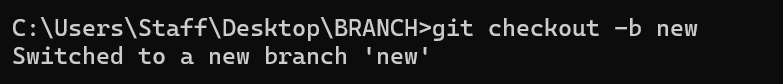 C:\Users\Staff\Desktop\BRANCH>git checkout -b new
Switched to a new branch 'new'